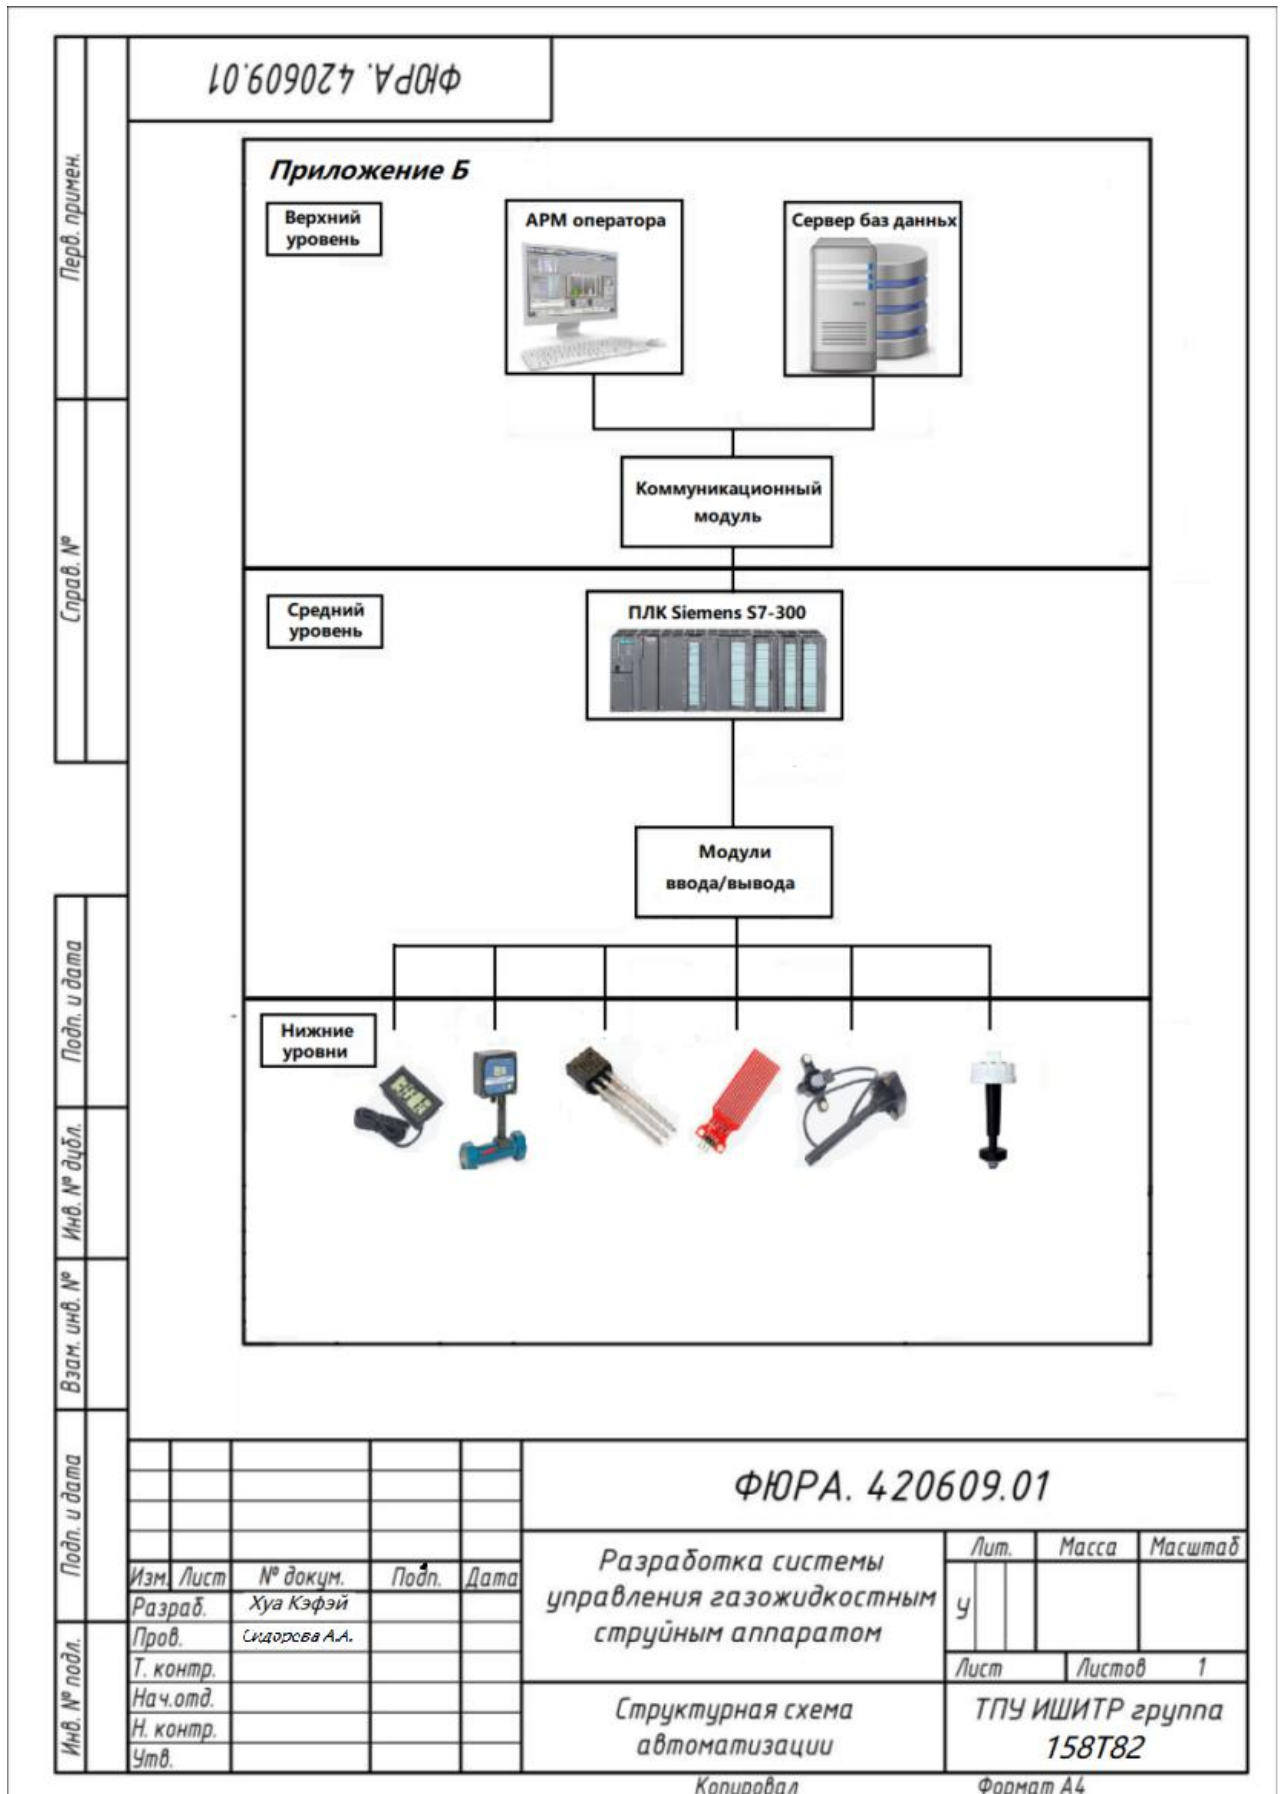 ФЮРА. 420609.01
Перв. примен.
Справ. №
Подп. и дата
Инв. № дубл.
Взам. инв. №
Подп. и дата
Инв. № подл.
Приложение Б
Верхний
уровень
АРМ оператора
Сервер баз данных
Коммуникационный
модуль
Средний
уровень
ПЛК Siemens S7-300
Модули
ввода/вывода
Нижние
уровни
ФЮРА. 420609.01
Изм. Лист № докум. Подп. Дата
Разраб. Хуа Кэфэй
Пров. Сидорова А.А.
Т. контр.
Нач.отд.
Н. контр.
Утв.
Разработка системы
управления газожидкостным
струйным аппаратом
Лит. Масса Масштаб
У
Лист Листов 1
Структурная схема
автоматизации
ТПУ ИШИТР группа
158Т82
Копировал Формат А4